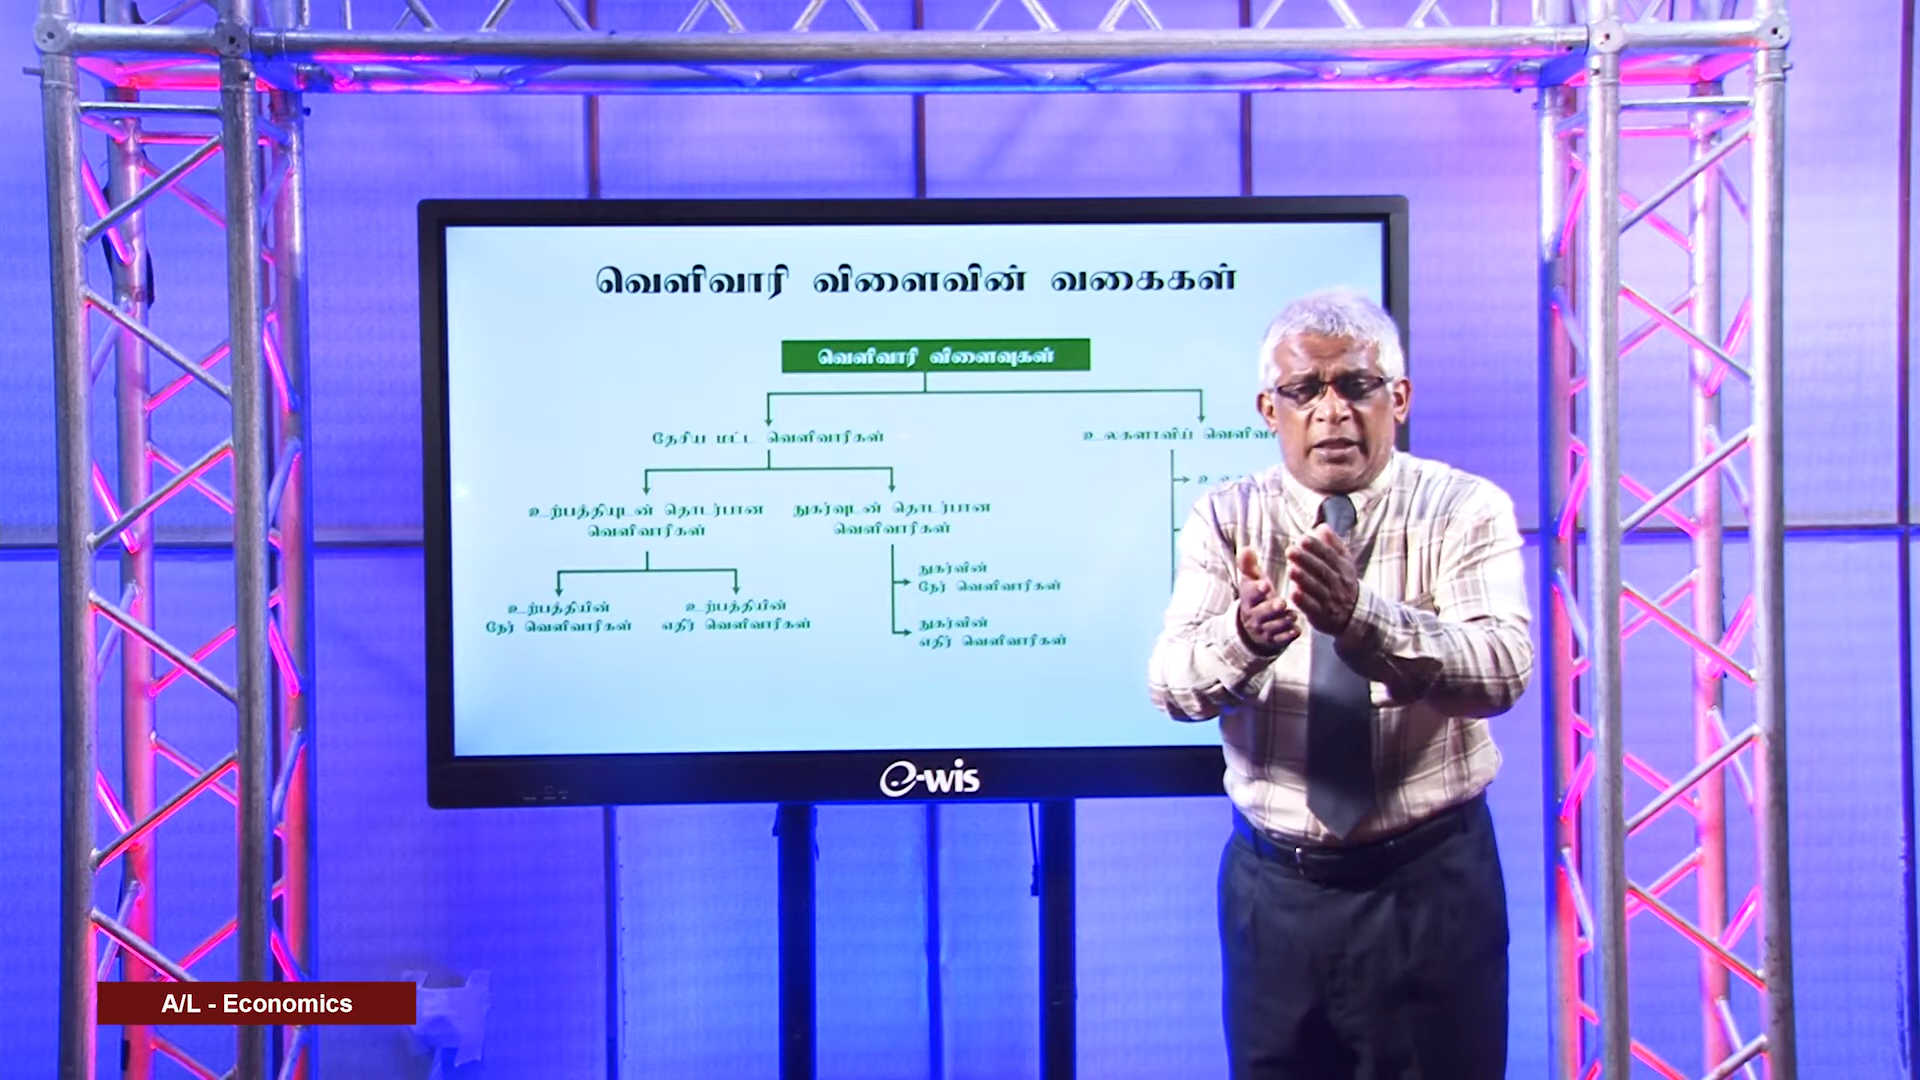 வெளிவாரி விளைவின் வகைகள்
வெளிவாரி விளைவுகள்
தேசிய மட்ட வெளிவாரிகள்
உலகளாவிய
உற்பத்தியுடன் தொடர்பான
வெளிவாரிகள்
நுகர்வுடன் தொடர்பான
வெளிவாரிகள்
உற்பத்தியின்
நேர் வெளிவாரிகள்
உற்பத்தியின்
எதிர் வெளிவாரிகள்
நுகர்வின்
நேர் வெளிவாரிகள்
நுகர்வின்
எதிர் வெளிவாரிகள்
e-wis
A/L - Economics